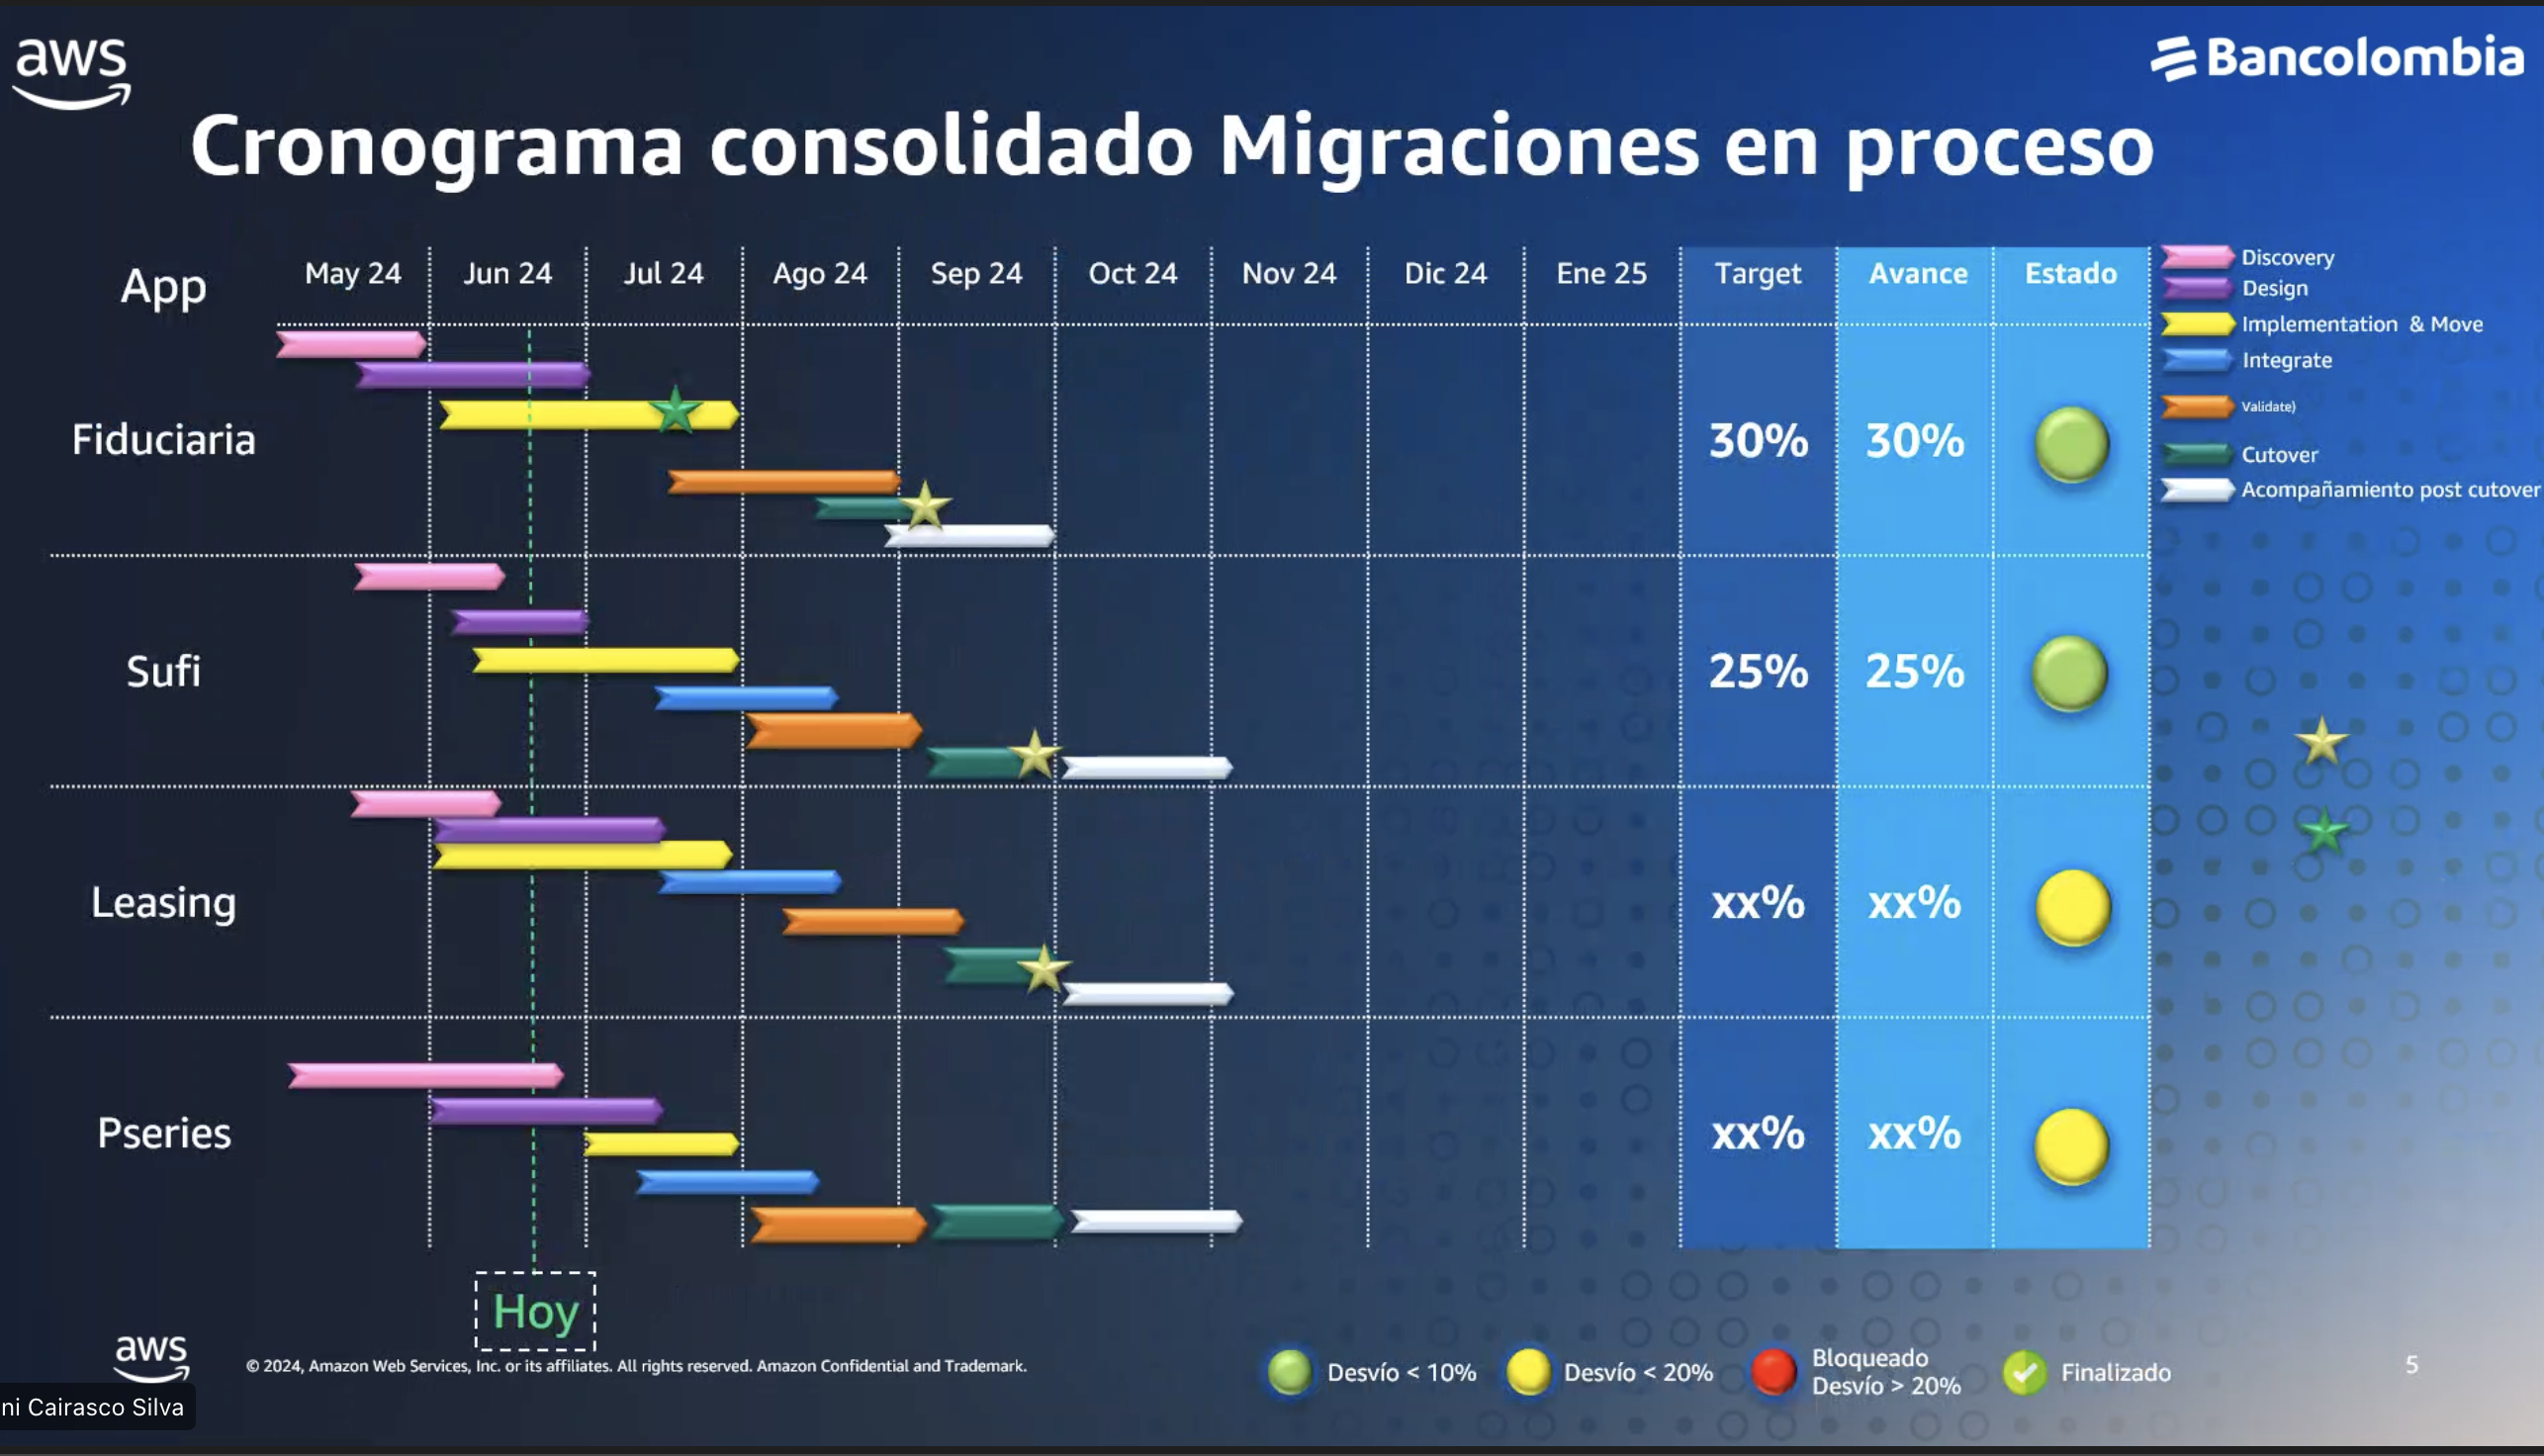 aws
Bancolombia
Cronograma consolidado Migraciones en proceso
App
May 24
Jun 24
Jul 24
Ago 24
Sep 24
Oct 24
Nov 24
Dic 24
Ene 25
Target
Avance
Estado
Discovery
Design
Implementation & Move
Integrate
Validate)
Cutover
Acompañamiento post cutover
Fiduciaria
30%
30%
Sufi
25%
25%
Leasing
xx%
xx%
Pseries
xx%
xx%
Hoy
aws
© 2024, Amazon Web Services, Inc. or its affiliates. All rights reserved. Amazon Confidential and Trademark.
Desvío < 10%
Desvío < 20%
Bloqueado
Desvío > 20%
Finalizado
5
ni Cairasco Silva